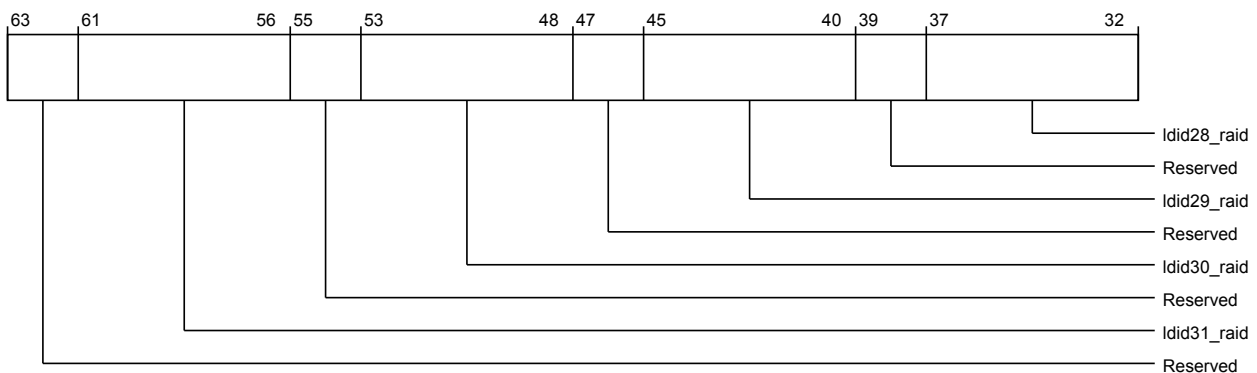 63 61 56 55 53 48 47 45 40 39 37 32
ldid28_raid
Reserved
ldid29_raid
Reserved
ldid30_raid
Reserved
ldid31_raid
Reserved